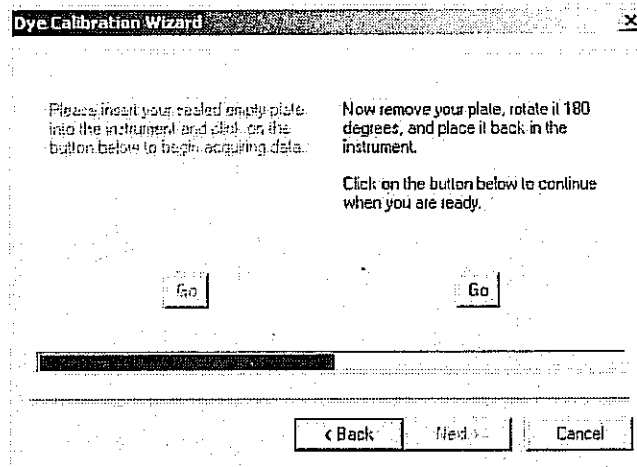 Dye Calibration Wizard
Please insert your sealed empty plate
into the instrument and click on the
button below to begin acquiring data.
Now remove your plate, rotate it 180
degrees, and place it back in the
instrument.
Click on the button below to continue
when you are ready.
Go
Go
< Back
Next >
Cancel